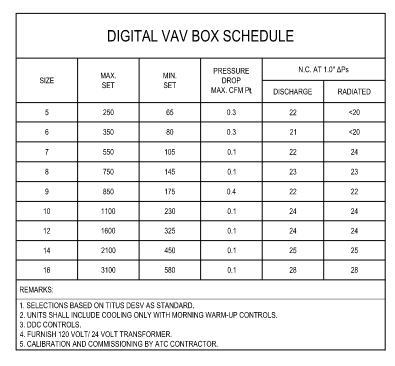 DIGITAL VAV BOX SCHEDULE
SIZE MAX. SET MIN. SET PRESSURE DROP MAX. CFM Pt. N.C. AT 1.0" ΔPs
DISCHARGE RADIATED
5 250 65 0.3 22 <20
6 350 80 0.3 21 <20
7 550 105 0.1 22 24
8 750 145 0.1 23 23
9 850 175 0.4 22 22
10 1100 230 0.1 24 24
12 1600 325 0.1 24 24
14 2100 450 0.1 25 25
16 3100 580 0.1 28 28
REMARKS:
1. SELECTIONS BASED ON TITUS DESV AS STANDARD.
2. UNITS SHALL INCLUDE COOLING ONLY WITH MORNING WARM-UP CONTROLS.
3. DDC CONTROLS.
4. FURNISH 120 VOLT/ 24 VOLT TRANSFORMER.
5. CALIBRATION AND COMMISSIONING BY ATC CONTRACTOR.